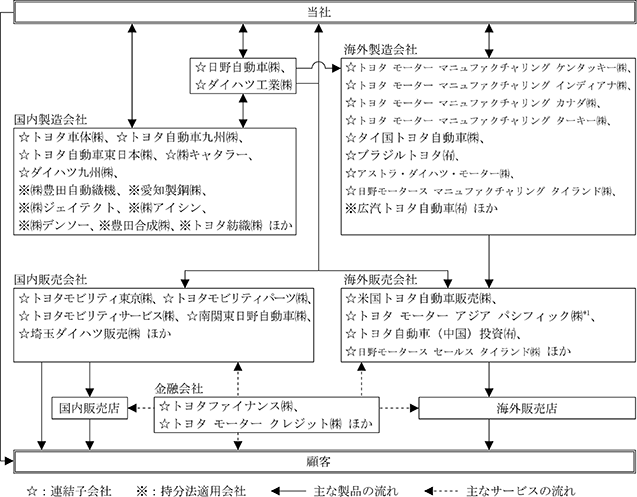 当社
☆日野自動車㈱、
☆ダイハツ工業㈱
海外製造会社
☆トヨタ モーター マニュファクチャリング ケンタッキー㈱、
☆トヨタ モーター マニュファクチャリング インディアナ㈱、
☆トヨタ モーター マニュファクチャリング カナダ㈱、
☆トヨタ モーター マニュファクチャリング ターキー㈱、
☆タイ国トヨタ自動車㈱、
☆ブラジルトヨタ㈲、
☆アストラ・ダイハツ・モーター㈱、
☆日野モータース マニュファクチャリング タイランド㈱、
※広汽トヨタ自動車㈲ ほか
国内製造会社
☆トヨタ車体㈱、☆トヨタ自動車九州㈱、
☆トヨタ自動車東日本㈱、☆㈱キャタラー、
☆ダイハツ九州㈱、
※㈱豊田自動織機、※愛知製鋼㈱、
※㈱ジェイテクト、※㈱アイシン、
※㈱デンソー、※豊田合成㈱、※トヨタ紡織㈱ ほか
国内販売会社
☆トヨタモビリティ東京㈱、☆トヨタモビリティパーツ㈱、
☆トヨタモビリティサービス㈱、☆南関東日野自動車㈱、
☆埼玉ダイハツ販売㈱ ほか
海外販売会社
☆米国トヨタ自動車販売㈱、
☆トヨタ モーター アジア パシフィック㈱*¹、
☆トヨタ自動車（中国）投資㈲、
☆日野モータース セールス タイランド㈱ ほか
金融会社
☆トヨタファイナンス㈱、
☆トヨタ モーター クレジット㈱ ほか
国内販売店
海外販売店
顧客
☆：連結子会社 ※：持分法適用会社 主な製品の流れ 主なサービスの流れ